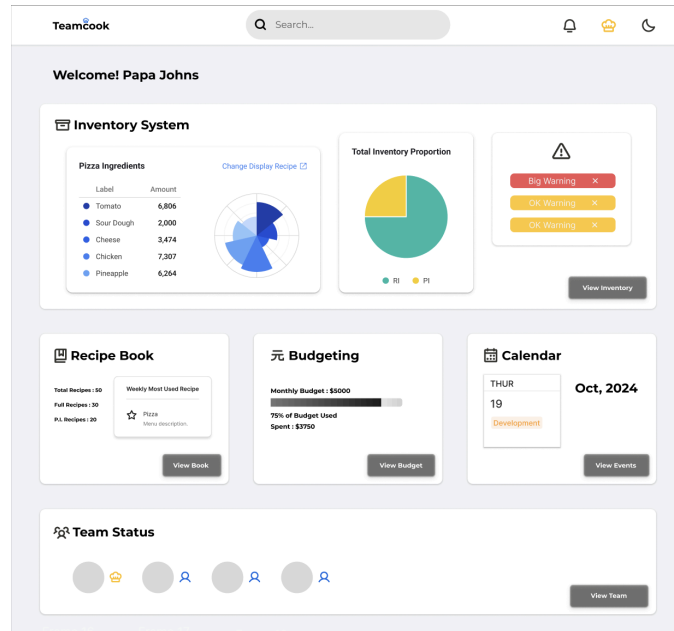 Teamcook
Search...
Welcome! Papa Johns
Inventory System
Pizza Ingredients
Change Display Recipe
Label Amount
Tomato 6,806
Sour Dough 2,000
Cheese 3,474
Chicken 7,307
Pineapple 6,264
Total Inventory Proportion
RI PI
Big Warning ×
OK Warning ×
OK Warning ×
View Inventory
Recipe Book
Total Recipes : 50
Full Recipes : 30
P.I. Recipes : 20
Weekly Most Used Recipe
Pizza
Menu description.
View Book
元 Budgeting
Monthly Budget : $5000
75% of Budget Used
Spent : $3750
View Budget
Calendar
THUR
19
Development
Oct, 2024
View Events
Team Status
View Team